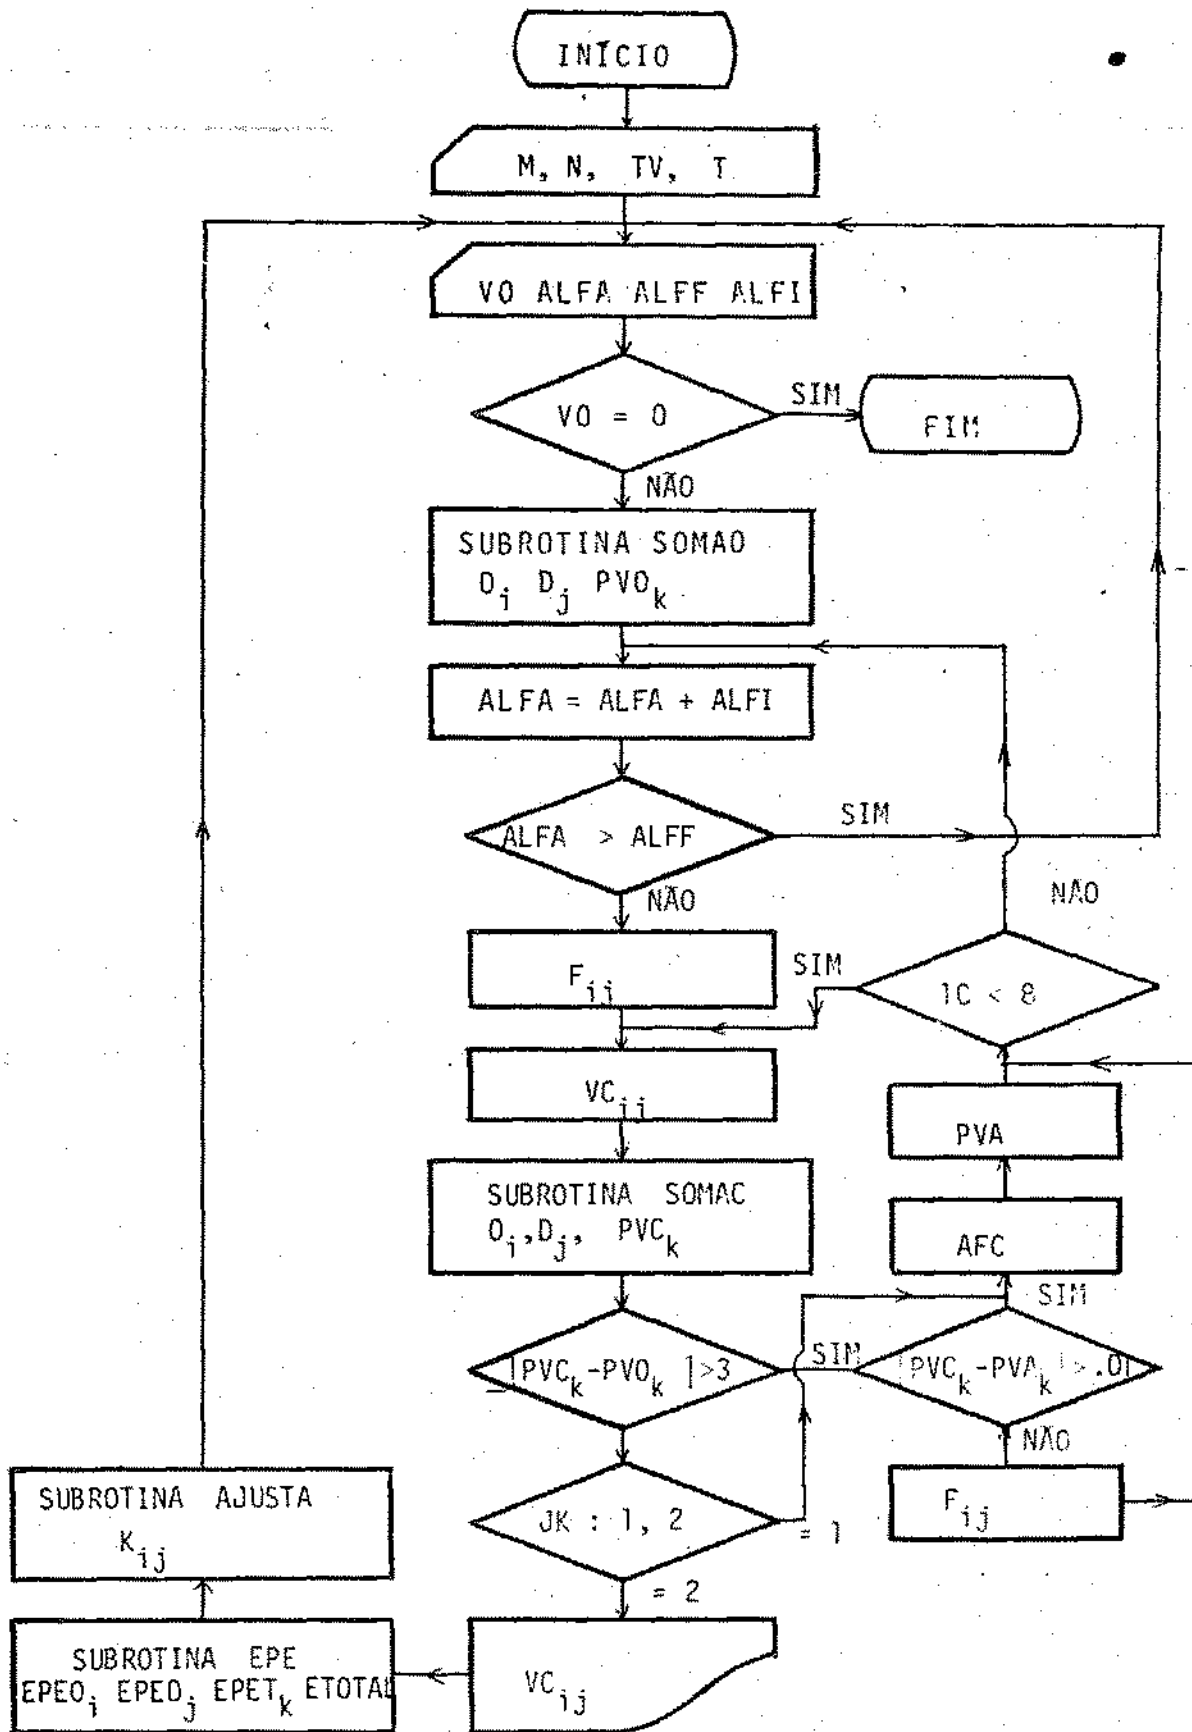 INÍCIO
M, N, TV, T
VO ALFA ALFF ALFI
VO = 0
SIM
FIM
NÃO
SUBROTINA SOMAO
O_i D_j PVO_k
ALFA = ALFA + ALFI
ALFA > ALFF
SIM
NÃO
F_ij
SIM
NÃO
IC < 8
VC_ij
PVA
SUBROTINA SOMAC
O_i, D_j, PVC_k
AFC
SIM
|PVC_k-PVO_k|>3
SIM
|PVC_k-PVA_k|>.01
NÃO
JK : 1, 2
= 1
F_ij
= 2
SUBROTINA AJUSTA
K_ij
SUBROTINA EPE
EPEO_i EPED_j EPET_k ETOTAL
VC_ij